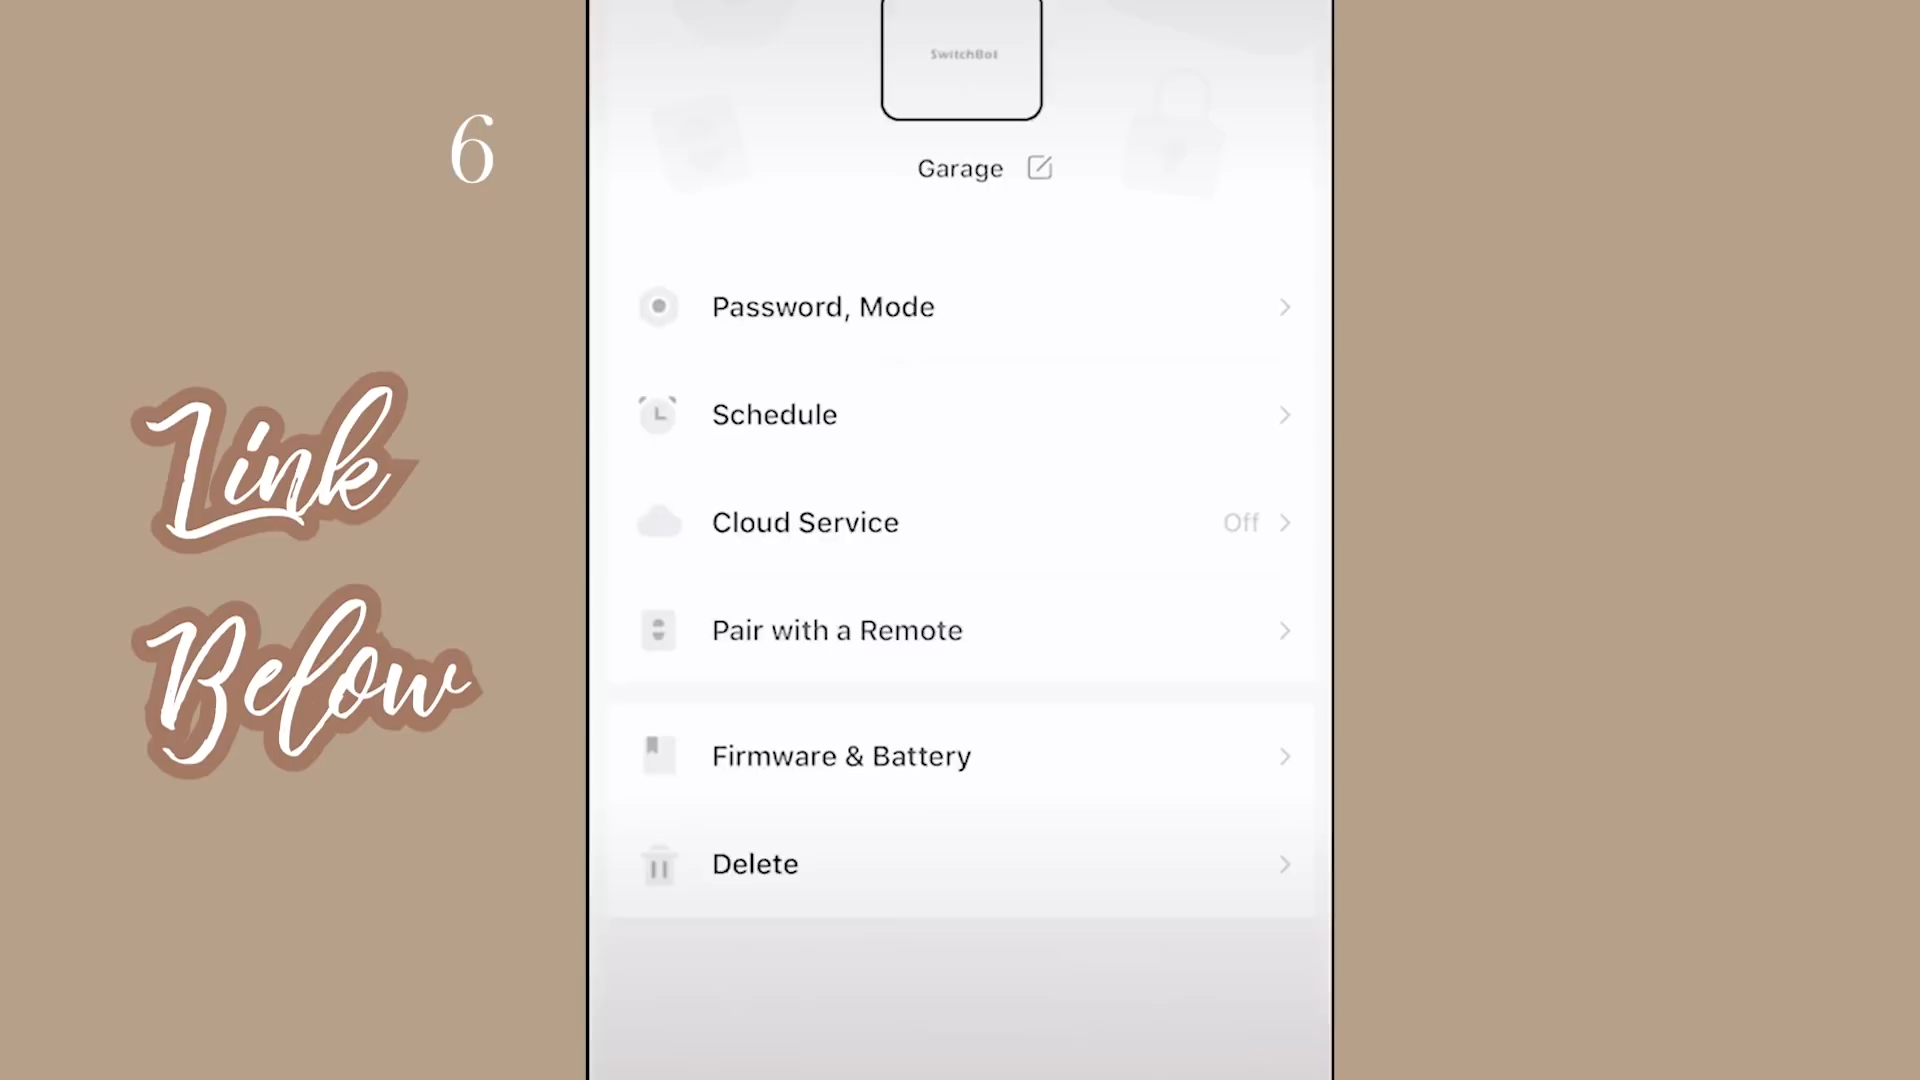 SwitchBot
6
Garage
Password, Mode
Schedule
Cloud Service Off
Pair with a Remote
Firmware & Battery
Delete
Link
Below